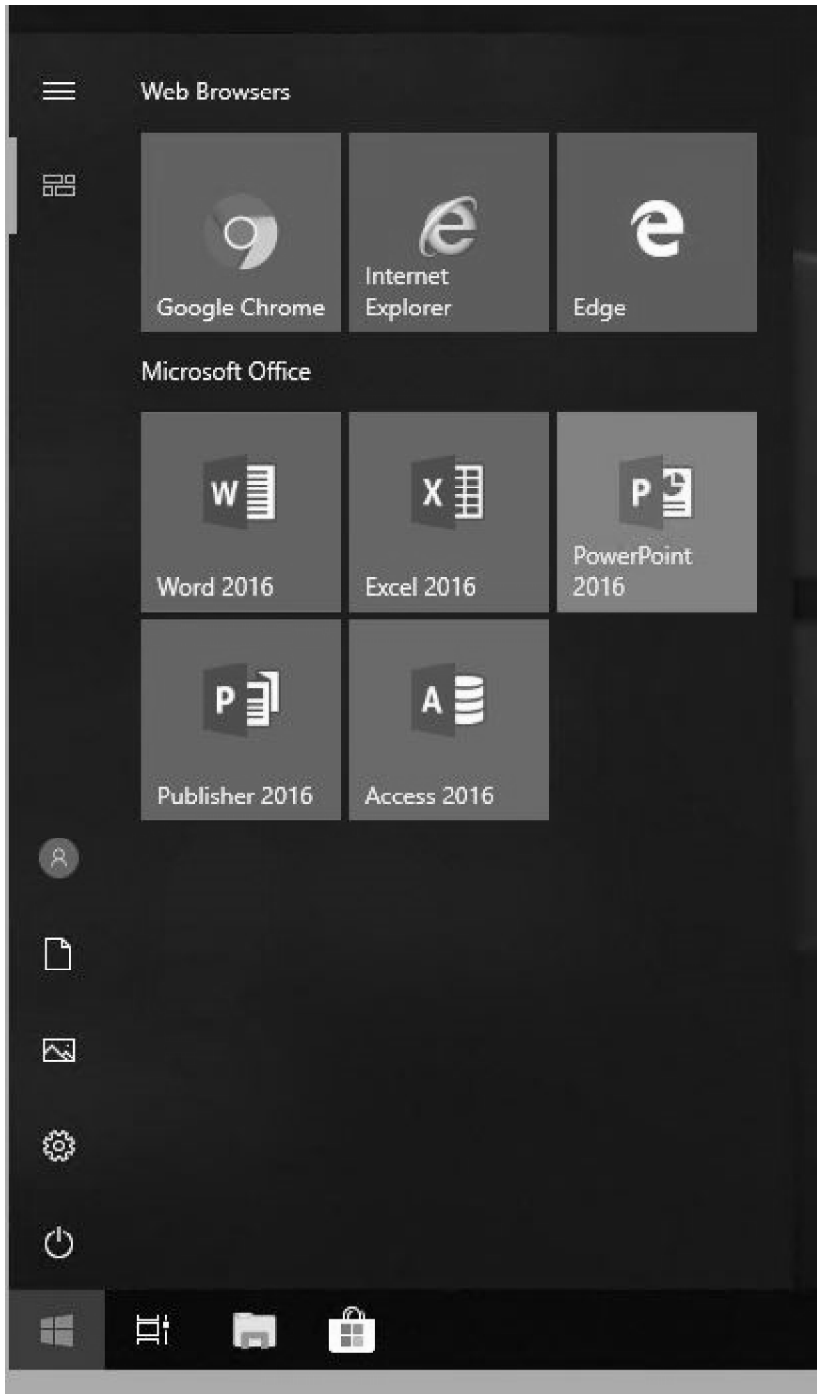 Web Browsers
Google Chrome
Internet
Explorer
Edge
Microsoft Office
W
X
P
Word 2016
Excel 2016
PowerPoint
2016
P
A
Publisher 2016
Access 2016